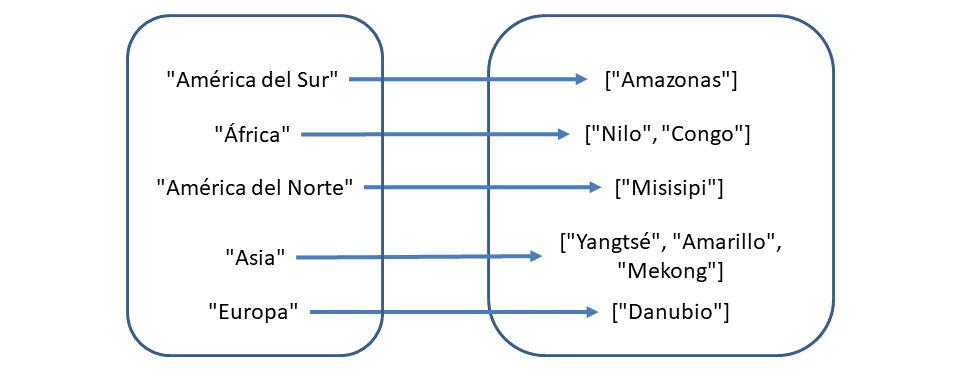 "América del Sur" ["Amazonas"]
"África" ["Nilo", "Congo"]
"América del Norte" ["Misisipi"]
"Asia" ["Yangtsé", "Amarillo",
"Mekong"]
"Europa" ["Danubio"]